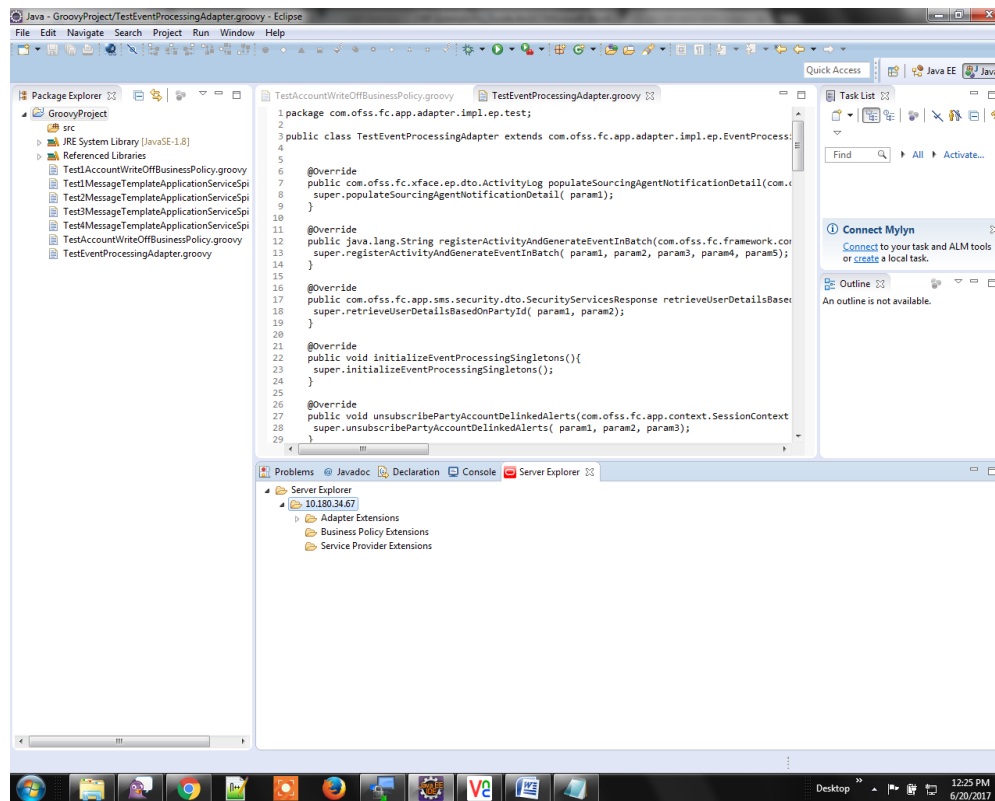 Java - GroovyProject/TestEventProcessingAdapter.groovy - Eclipse
File Edit Navigate Search Project Run Window Help
Quick Access
Java EE
Java
Package Explorer
GroovyProject
src
JRE System Library [JavaSE-1.8]
Referenced Libraries
Test1AccountWriteOffBusinessPolicy.groovy
Test1MessageTemplateApplicationServiceSpi
Test2MessageTemplateApplicationServiceSpi
Test3MessageTemplateApplicationServiceSpi
Test4MessageTemplateApplicationServiceSpi
TestAccountWriteOffBusinessPolicy.groovy
TestEventProcessingAdapter.groovy
TestAccountWriteOffBusinessPolicy.groovy
TestEventProcessingAdapter.groovy
1 package com.ofss.fc.app.adapter.impl.ep.test;
2
3 public class TestEventProcessingAdapter extends com.ofss.fc.app.adapter.impl.ep.EventProcess
4
5
6 @Override
7 public com.ofss.fc.xface.ep.dto.ActivityLog populateSourcingAgentNotificationDetail(com.o
8 super.populateSourcingAgentNotificationDetail( param1);
9 }
10
11 @Override
12 public java.lang.String registerActivityAndGenerateEventInBatch(com.ofss.fc.framework.con
13 super.registerActivityAndGenerateEventInBatch( param1, param2, param3, param4, param5);
14 }
15
16 @Override
17 public com.ofss.fc.app.sms.security.dto.SecurityServicesResponse retrieveUserDetailsBased
18 super.retrieveUserDetailsBasedOnPartyId( param1, param2);
19 }
20
21 @Override
22 public void initializeEventProcessingSingletons(){
23 super.initializeEventProcessingSingletons();
24 }
25
26 @Override
27 public void unsubscribePartyAccountDelinkedAlerts(com.ofss.fc.app.context.SessionContext
28 super.unsubscribePartyAccountDelinkedAlerts( param1, param2, param3);
29 }
Task List
Find
All
Activate...
Connect Mylyn
Connect to your task and ALM tools
or create a local task.
Outline
An outline is not available.
Problems @ Javadoc Declaration Console Server Explorer
Server Explorer
10.180.34.67
Adapter Extensions
Business Policy Extensions
Service Provider Extensions
Desktop
12:25 PM
6/20/2017